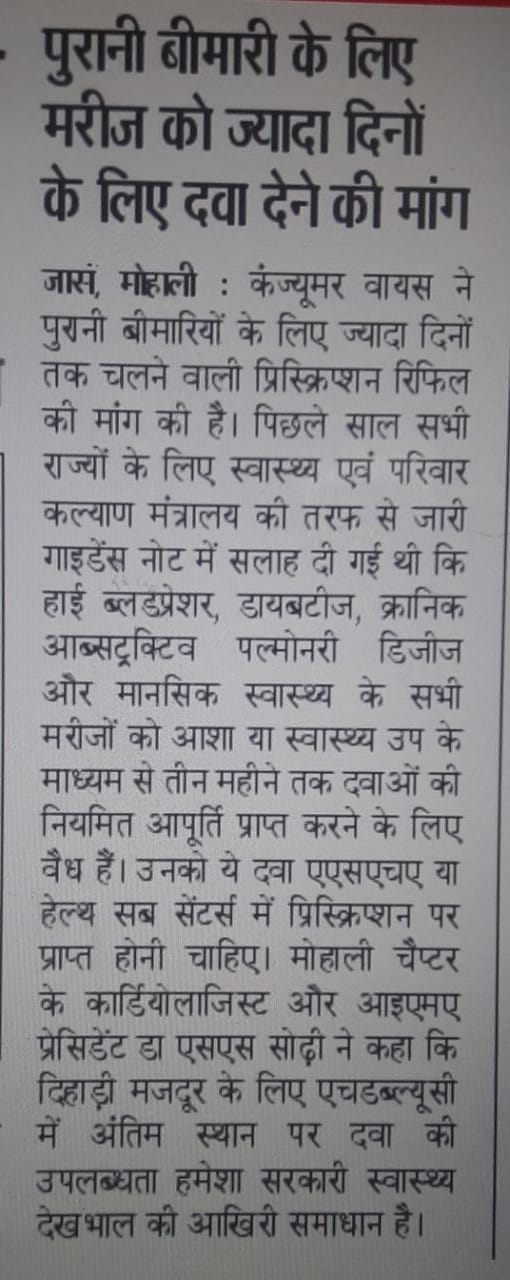 पुरानी बीमारी के लिए
मरीज को ज्यादा दिनों
के लिए दवा देने की मांग
जासं, मोहाली : कंज्यूमर वायस ने
पुरानी बीमारियों के लिए ज्यादा दिनों
तक चलने वाली प्रिस्क्रिप्शन रिफिल
की मांग की है। पिछले साल सभी
राज्यों के लिए स्वास्थ्य एवं परिवार
कल्याण मंत्रालय की तरफ से जारी
गाइडेंस नोट में सलाह दी गई थी कि
हाई ब्लडप्रेशर, डायबटीज, क्रानिक
आब्सट्रक्टिव पल्मोनरी डिजीज
और मानसिक स्वास्थ्य के सभी
मरीजों को आशा या स्वास्थ्य उप के
माध्यम से तीन महीने तक दवाओं की
नियमित आपूर्ति प्राप्त करने के लिए
वैध हैं। उनको ये दवा एएसएचए या
हेल्थ सब सेंटर्स में प्रिस्क्रिप्शन पर
प्राप्त होनी चाहिए। मोहाली चैप्टर
के कार्डियोलाजिस्ट और आइएमए
प्रेसिडेंट डा एसएस सोढ़ी ने कहा कि
दिहाड़ी मजदूर के लिए एचडब्ल्यूसी
में अंतिम स्थान पर दवा की
उपलब्धता हमेशा सरकारी स्वास्थ्य
देखभाल की आखिरी समाधान है।